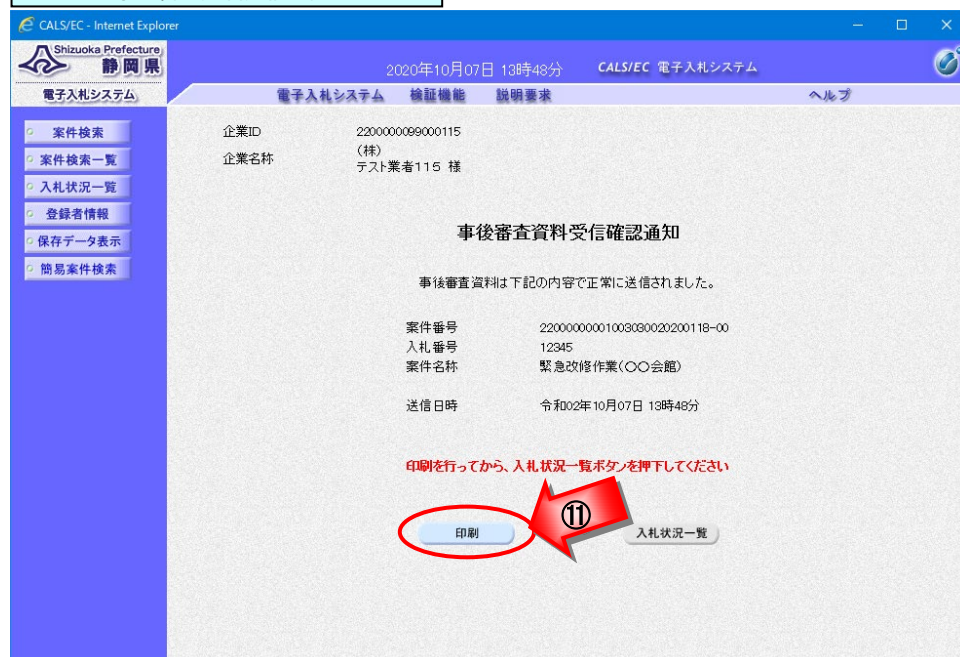 CALS/EC - Internet Explorer
Shizuoka Prefecture
静岡県
2020年10月07日 13時48分 CALS/EC 電子入札システム
電子入札システム
電子入札システム 検証機能 説明要求 ヘルプ
案件検索
案件検索一覧
入札状況一覧
登録者情報
保存データ表示
簡易案件検索
企業ID 2200000099000115
企業名称 (株)
テスト業者115 様
事後審査資料受信確認通知
事後審査資料は下記の内容で正常に送信されました。
案件番号 2200000000100303002020​0118-00
入札番号 12345
案件名称 緊急改修作業(〇〇会館)
送信日時 令和02年10月07日 13時48分
印刷を行ってから、入札状況一覧ボタンを押下してください
⑪
印刷 入札状況一覧